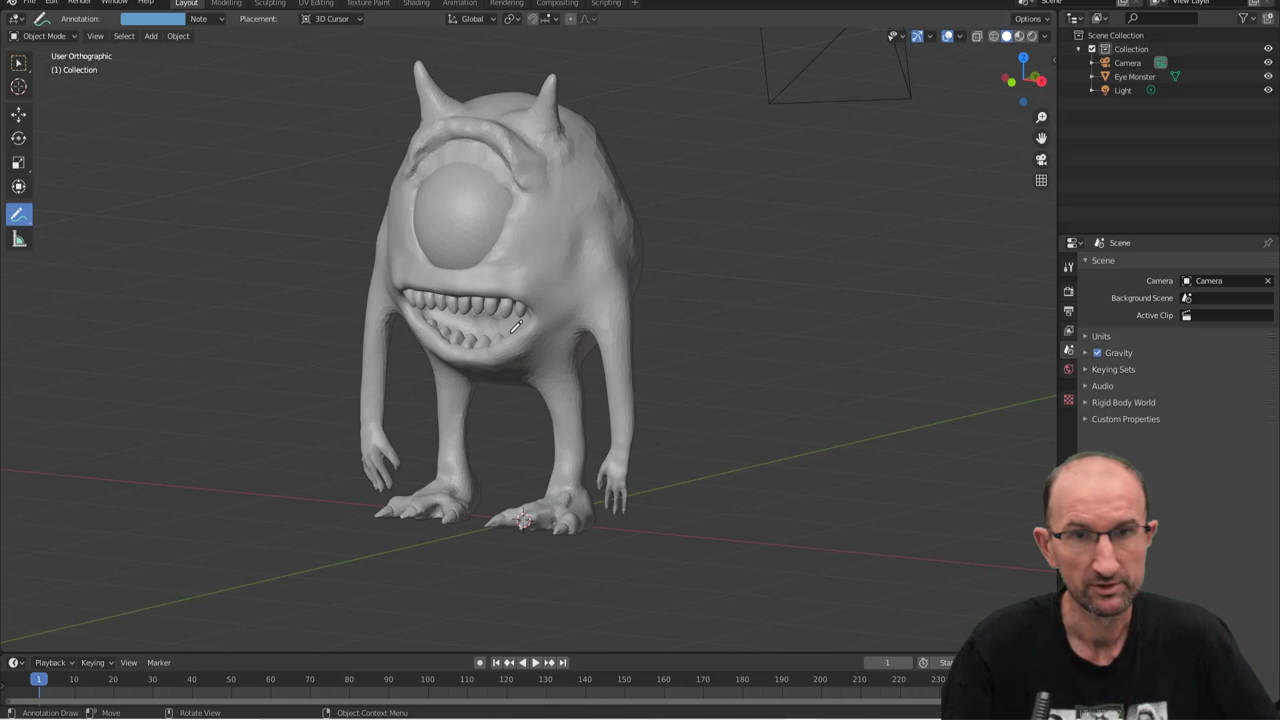 File Edit Render Window Help Layout Modeling Sculpting UV Editing Texture Paint Shading Animation Rendering Compositing Scripting + Scene View Layer
Annotation: Note Placement: 3D Cursor Global Options
Object Mode View Select Add Object
User Orthographic
(1) Collection
Scene Collection
Collection
Camera
Eye Monster
Light
Z
X
Scene
Scene
Camera Camera
Background Scene
Active Clip
Units
Gravity
Keying Sets
Audio
Rigid Body World
Custom Properties
Playback Keying View Marker 1
1 10 20 30 40 50 60 70 80 90 100 110 120 130 140 150 160 170 180 190 200 210 220 230
Annotation Draw Move Rotate View Object Context Menu